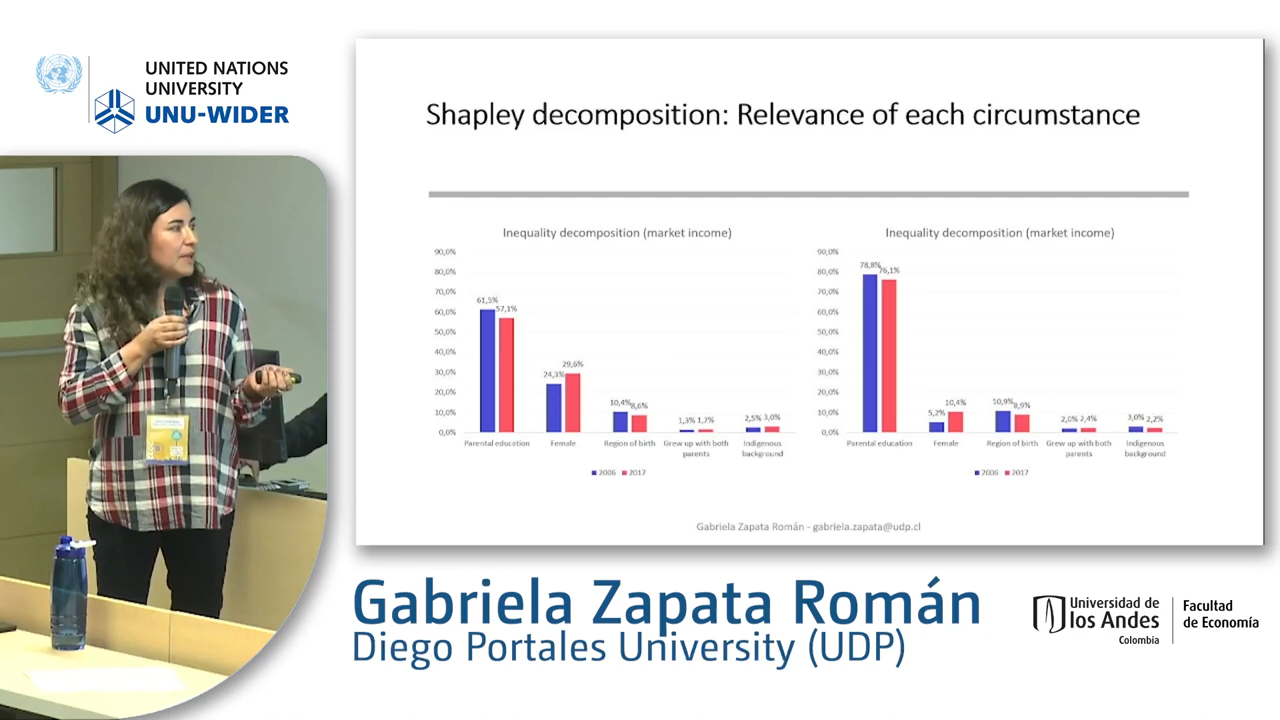 UNITED NATIONS
UNIVERSITY
UNU-WIDER
Shapley decomposition: Relevance of each circumstance
Inequality decomposition (market income)
90,0%
80,0%
70,0%
60,0%
50,0%
40,0%
30,0%
20,0%
10,0%
0,0%
61,5%
57,1%
24,3%
29,6%
10,4%
8,6%
1,3%
1,7%
2,5%
3,0%
Parental education
Female
Region of birth
Grew up with both
parents
Indigenous
background
2006
2017
Inequality decomposition (market income)
90,0%
80,0%
70,0%
60,0%
50,0%
40,0%
30,0%
20,0%
10,0%
0,0%
78,8%
76,1%
5,2%
10,4%
10,9%
8,9%
2,0%
2,4%
3,0%
2,2%
Parental education
Female
Region of birth
Grew up with both
parents
Indigenous
background
2006
2017
Gabriela Zapata Román - gabriela.zapata@udp.cl
Gabriela Zapata Román
Diego Portales University (UDP)
Universidad de
los Andes
Colombia
Facultad
de Economía